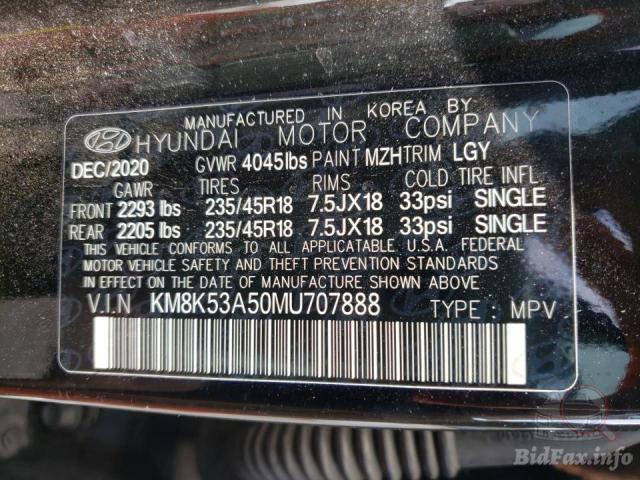 MANUFACTURED IN KOREA BY
HYUNDAI MOTOR COMPANY
DEC/2020 GVWR 4045lbs PAINT MZH TRIM LGY
GAWR TIRES RIMS COLD TIRE INFL.
FRONT 2293 lbs 235/45R18 7.5JX18 33psi SINGLE
REAR 2205 lbs 235/45R18 7.5JX18 33psi SINGLE
THIS VEHICLE CONFORMS TO ALL APPLICABLE U.S.A. FEDERAL
MOTOR VEHICLE SAFETY AND THEFT PREVENTION STANDARDS
IN EFFECT ON THE DATE OF MANUFACTURE SHOWN ABOVE
V.I.N KM8K53A50MU707888 TYPE : MPV
BidFax.info